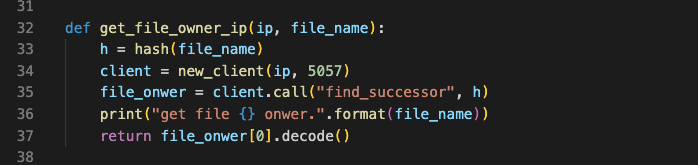 31
32 def get_file_owner_ip(ip, file_name):
33 h = hash(file_name)
34 client = new_client(ip, 5057)
35 file_onwer = client.call("find_successor", h)
36 print("get file {} onwer.".format(file_name))
37 return file_onwer[0].decode()
38